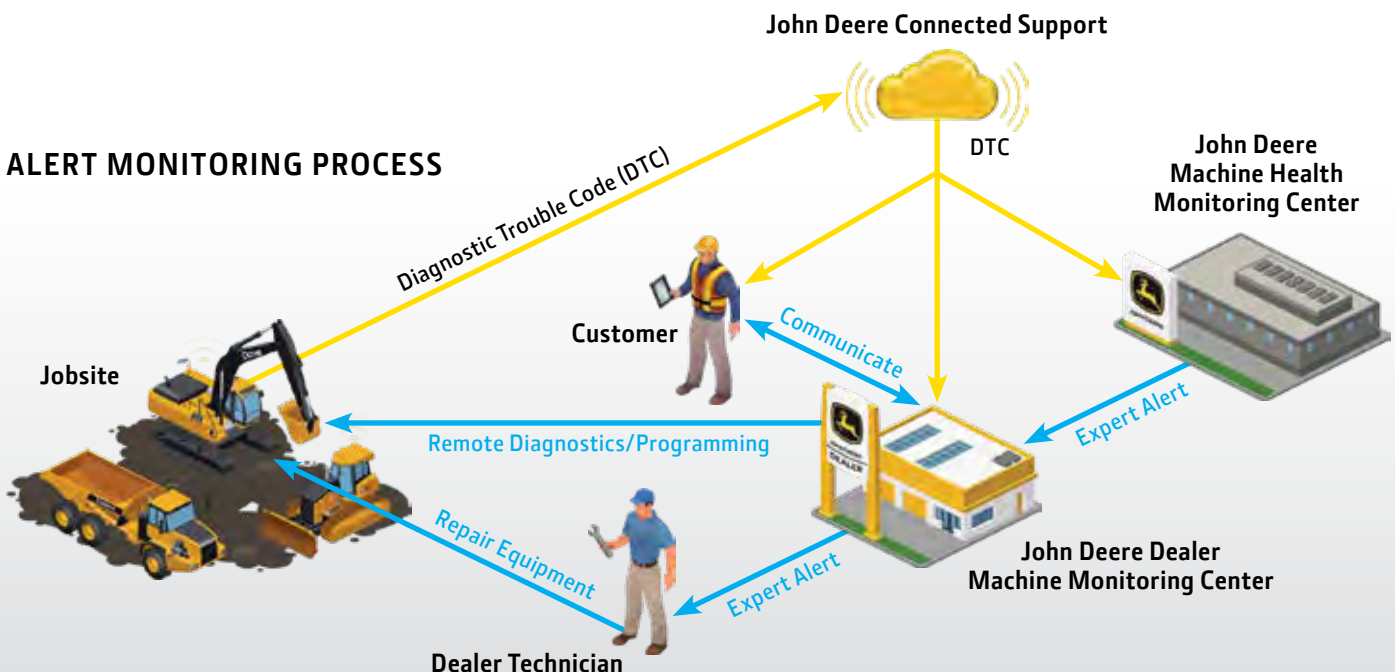 John Deere Connected Support
DTC
ALERT MONITORING PROCESS
Diagnostic Trouble Code (DTC)
John Deere
Machine Health
Monitoring Center
Customer
Communicate
Jobsite
Remote Diagnostics/Programming
Expert Alert
DEALER
Repair Equipment
Expert Alert
John Deere Dealer
Machine Monitoring Center
Dealer Technician